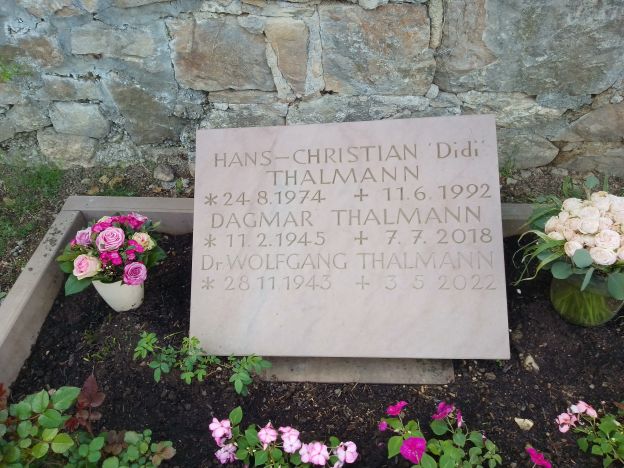 HANS–CHRISTIAN 'Didi'
THALMANN
* 24.8.1974 + 11.6.1992
DAGMAR THALMANN
* 11.2.1945 + 7.7.2018
Dr WOLFGANG THALMANN
* 28 11 1943 + 3 5 2022